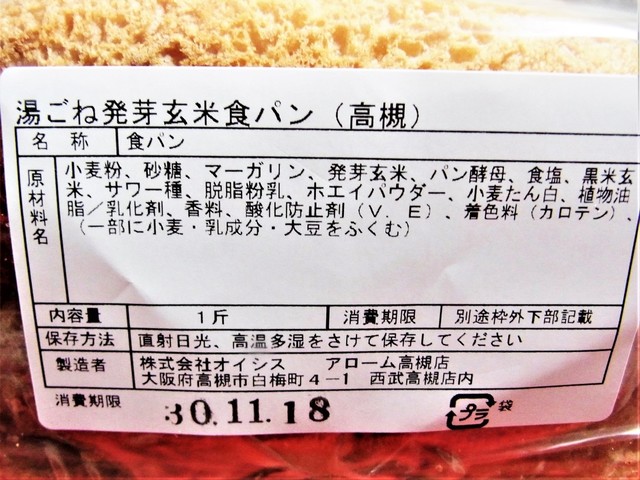 湯ごね発芽玄米食パン（高槻）
名称 食パン
原材料名 小麦粉、砂糖、マーガリン、発芽玄米、パン酵母、食塩、黒米玄
米、サワー種、脱脂粉乳、ホエイパウダー、小麦たん白、植物油
脂／乳化剤、香料、酸化防止剤（V．E）、着色料（カロテン）、
（一部に小麦・乳成分・大豆をふくむ）
内容量 1斤 消費期限 別途枠外下部記載
保存方法 直射日光、高温多湿をさけて保存してください
製造者 株式会社オイシス アローム高槻店
大阪府高槻市白梅町4－1 西武高槻店内
消費期限 30.11.18 プラ 袋